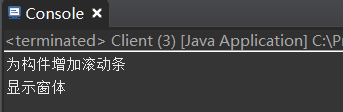 Console
<terminated> Client (3) [Java Application] C:\P
为构件增加滚动条
显示窗体